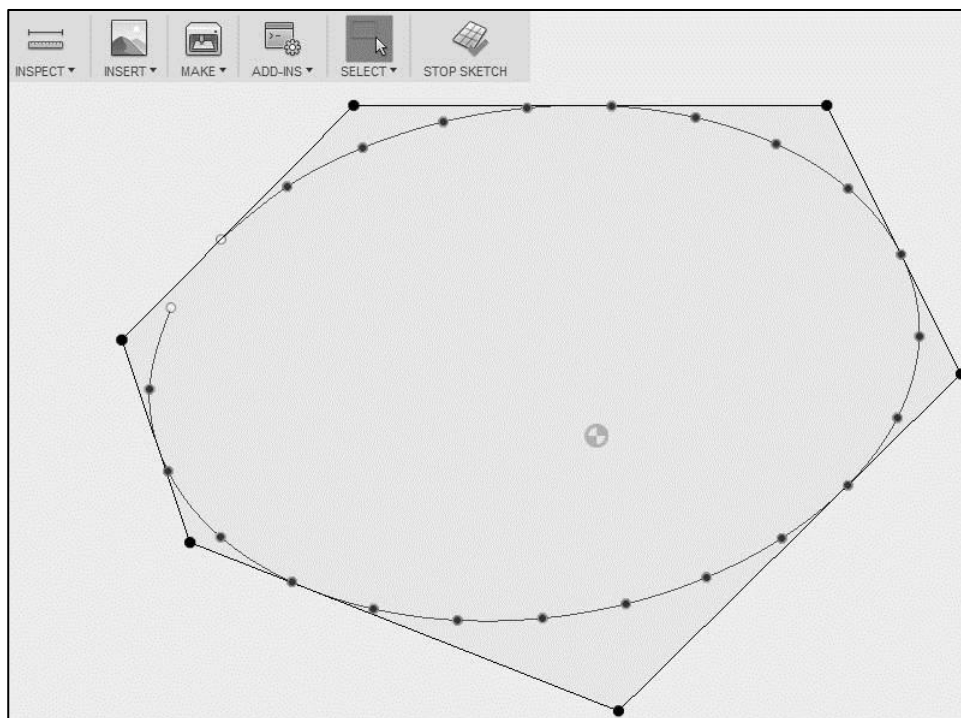 INSPECT ▾ INSERT ▾ MAKE ▾ ADD-INS ▾ SELECT ▾ STOP SKETCH